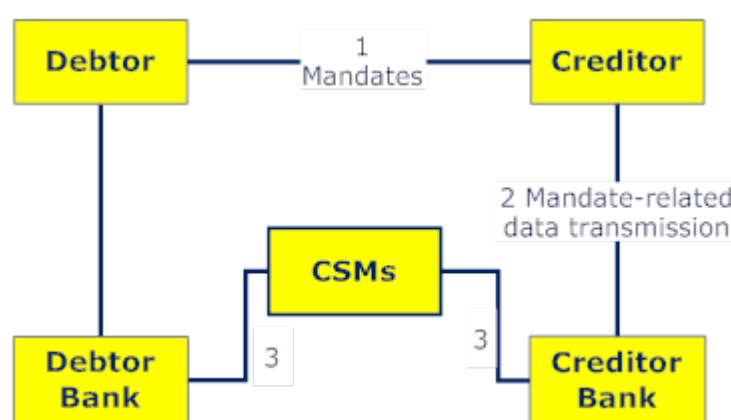 Debtor
1
Mandates
Creditor
2 Mandate-related
data transmission
CSMs
3
3
Debtor
Bank
Creditor
Bank